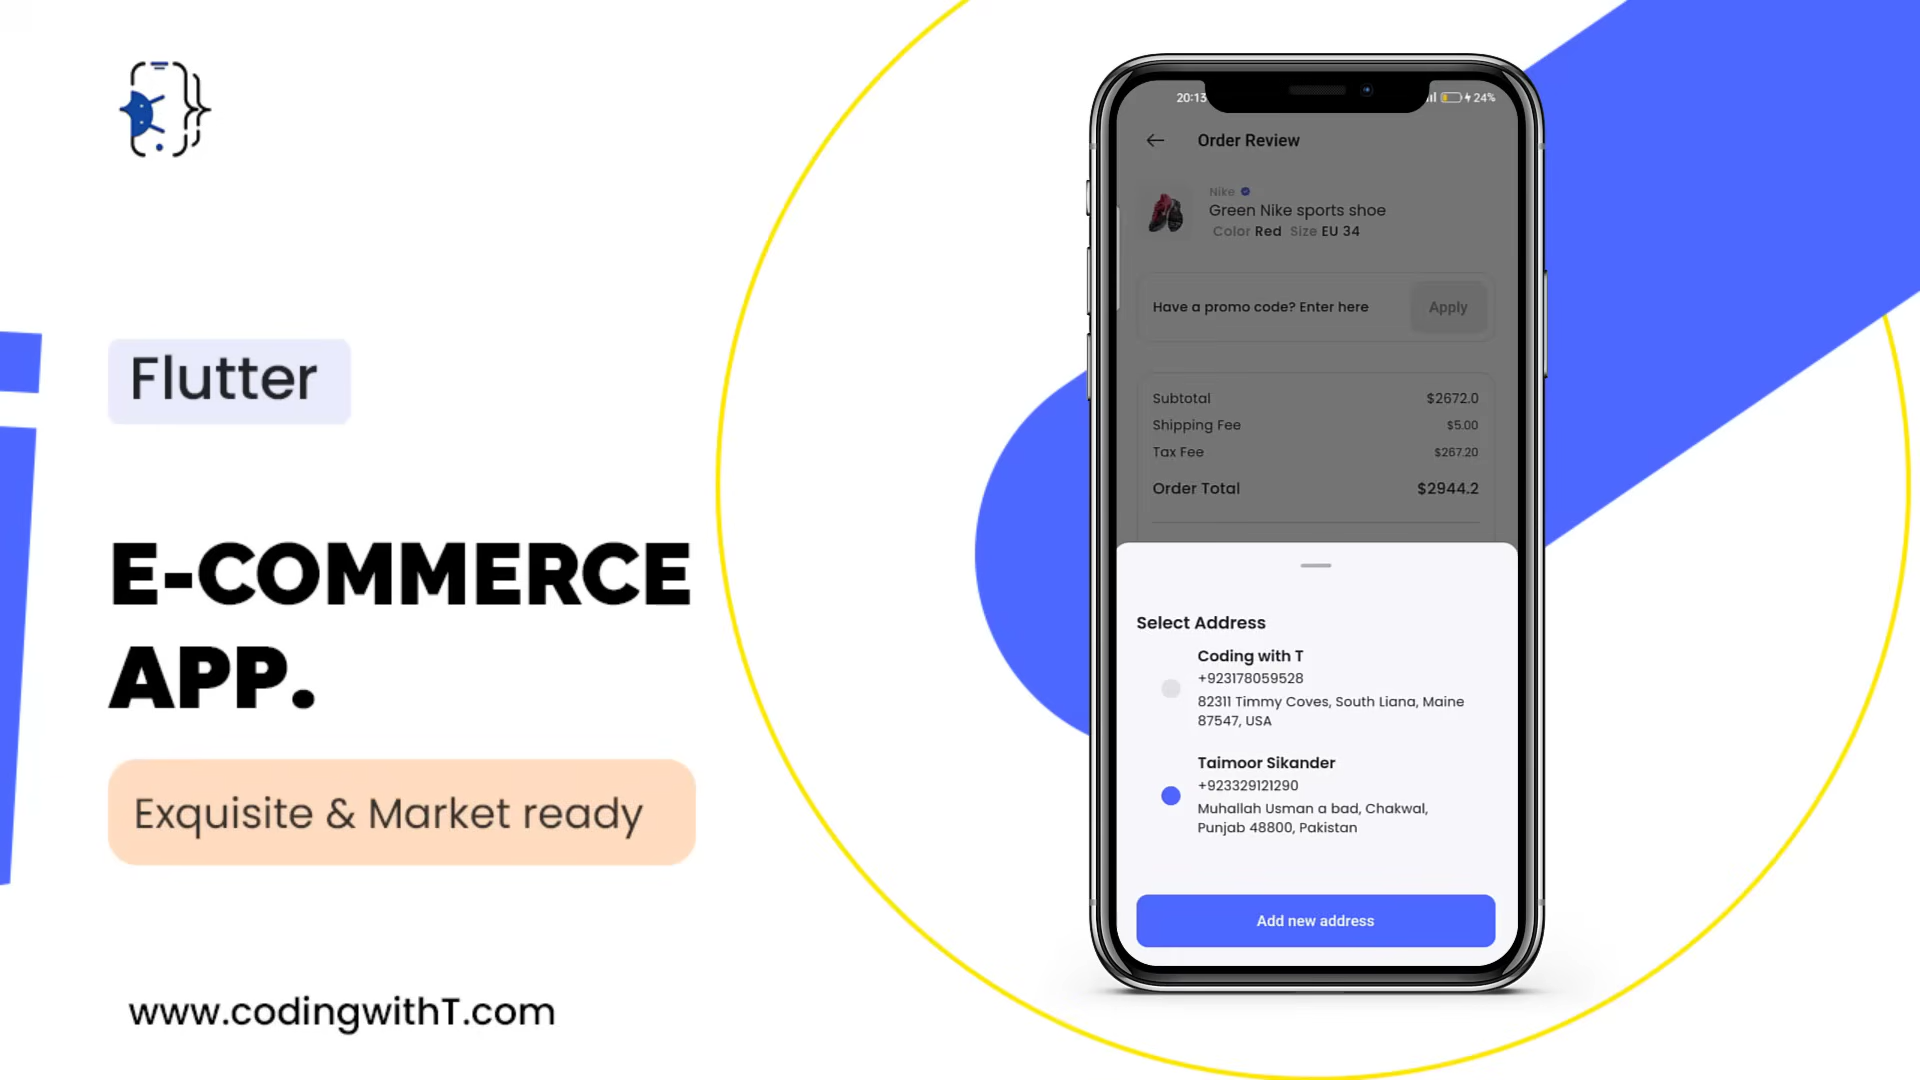 Flutter
E-COMMERCE
APP.
Exquisite & Market ready
www.codingwithT.com
20:13
24%
Order Review
Nike
Green Nike sports shoe
Color Red Size EU 34
Have a promo code? Enter here
Apply
Subtotal $2672.0
Shipping Fee $5.00
Tax Fee $267.20
Order Total $2944.2
Select Address
Coding with T
+923178059528
82311 Timmy Coves, South Liana, Maine
87547, USA
Taimoor Sikander
+923329121290
Muhallah Usman a bad, Chakwal,
Punjab 48800, Pakistan
Add new address